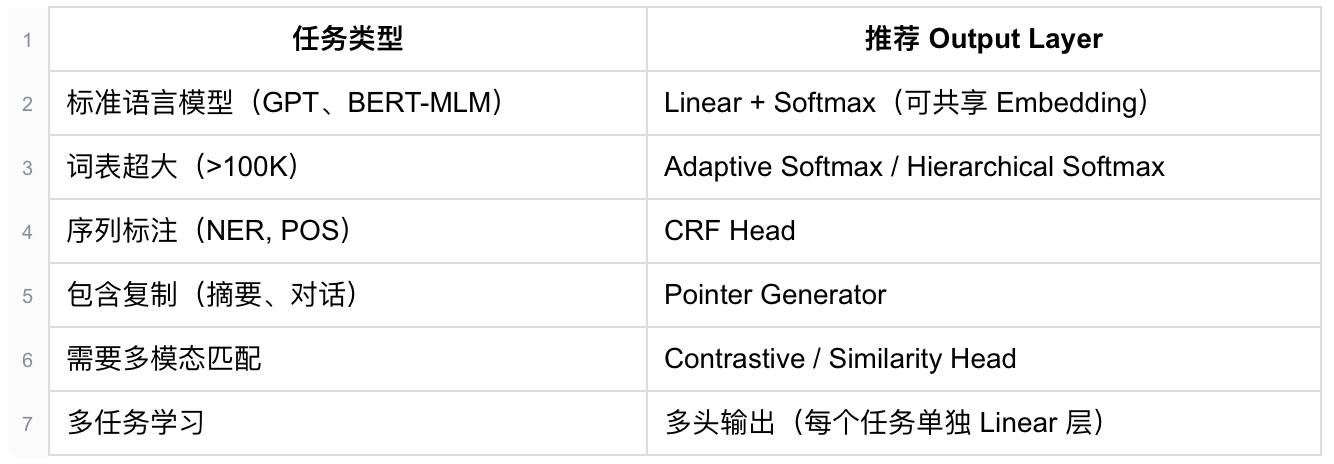 1 任务类型 推荐 Output Layer
2 标准语言模型（GPT、BERT-MLM） Linear + Softmax（可共享 Embedding）
3 词表超大（>100K） Adaptive Softmax / Hierarchical Softmax
4 序列标注（NER, POS） CRF Head
5 包含复制（摘要、对话） Pointer Generator
6 需要多模态匹配 Contrastive / Similarity Head
7 多任务学习 多头输出（每个任务单独 Linear 层）